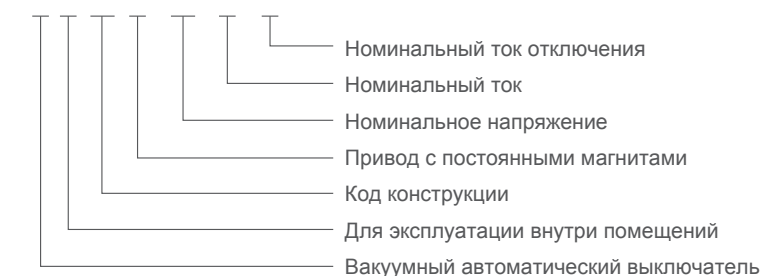 Номинальный ток отключения
Номинальный ток
Номинальное напряжение
Привод с постоянными магнитами
Код конструкции
Для эксплуатации внутри помещений
Вакуумный автоматический выключатель